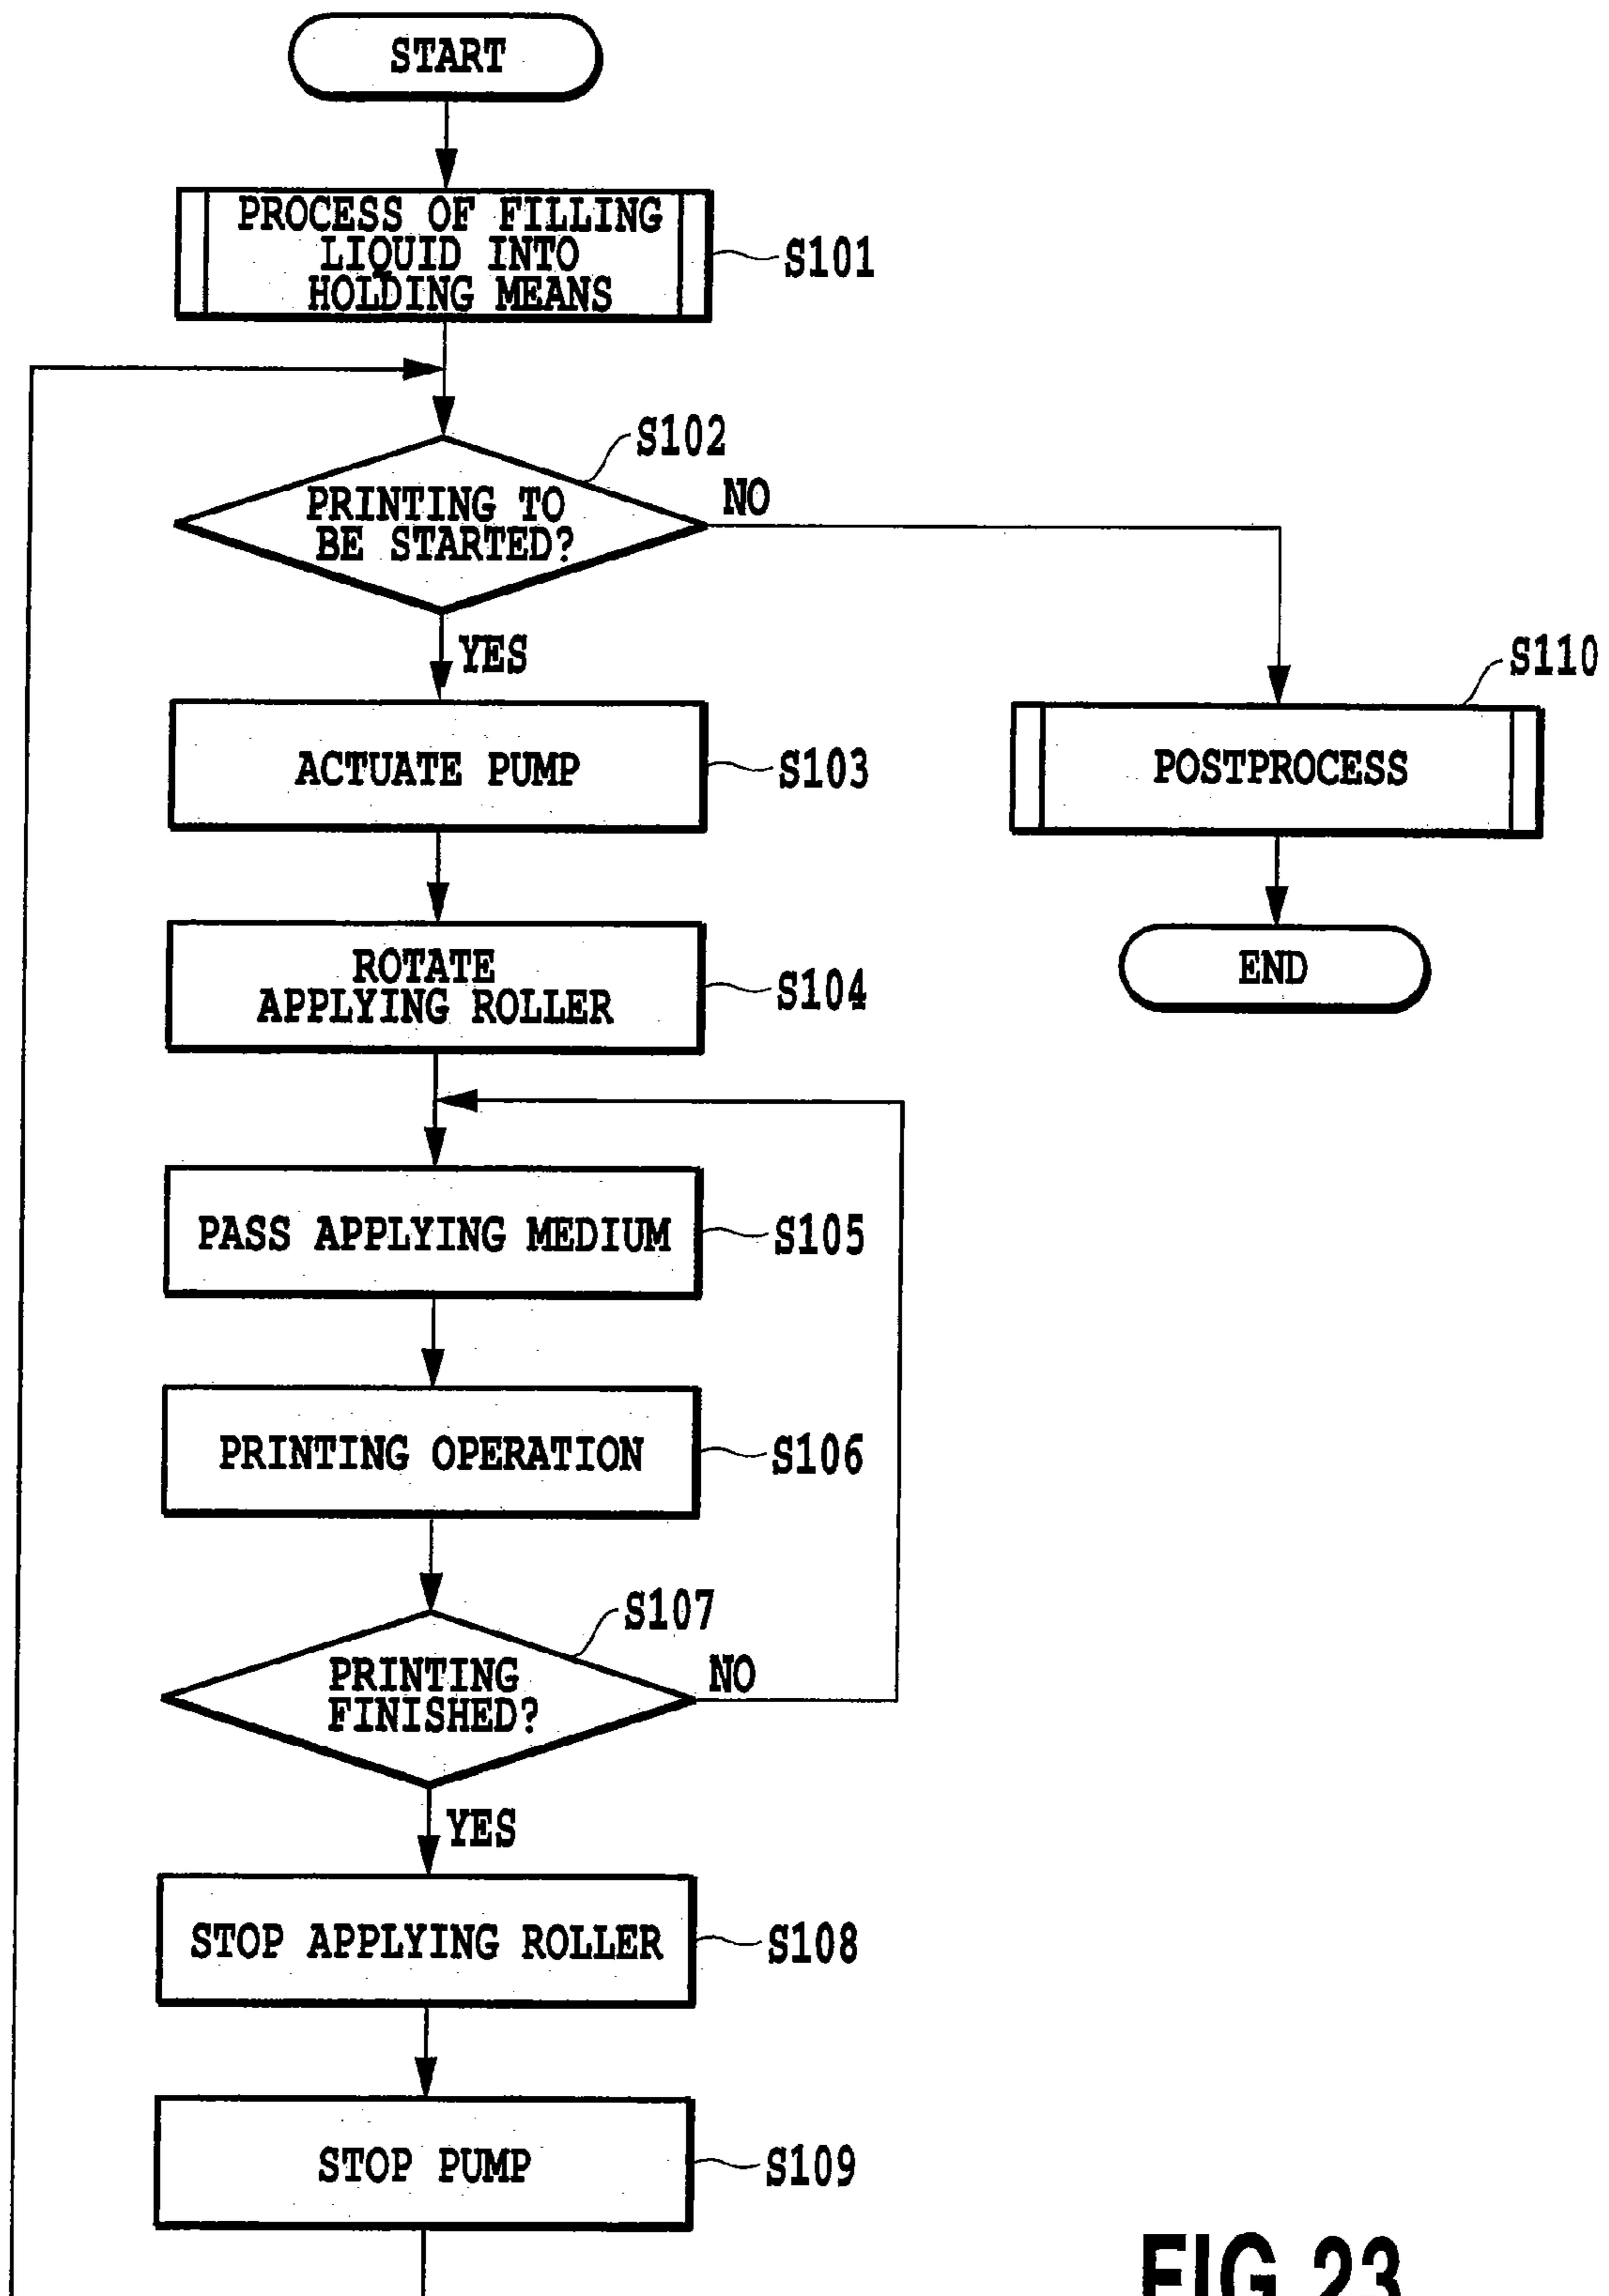 START
PROCESS OF FILLING
LIQUID INTO
HOLDING MEANS
S101
S102
PRINTING TO
BE STARTED?
NO
YES
S110
ACTUATE PUMP
S103
POSTPROCESS
ROTATE
APPLYING ROLLER
S104
END
PASS APPLYING MEDIUM
S105
PRINTING OPERATION
S106
S107
PRINTING
FINISHED?
NO
YES
STOP APPLYING ROLLER
S108
STOP PUMP
S109
FIG.23